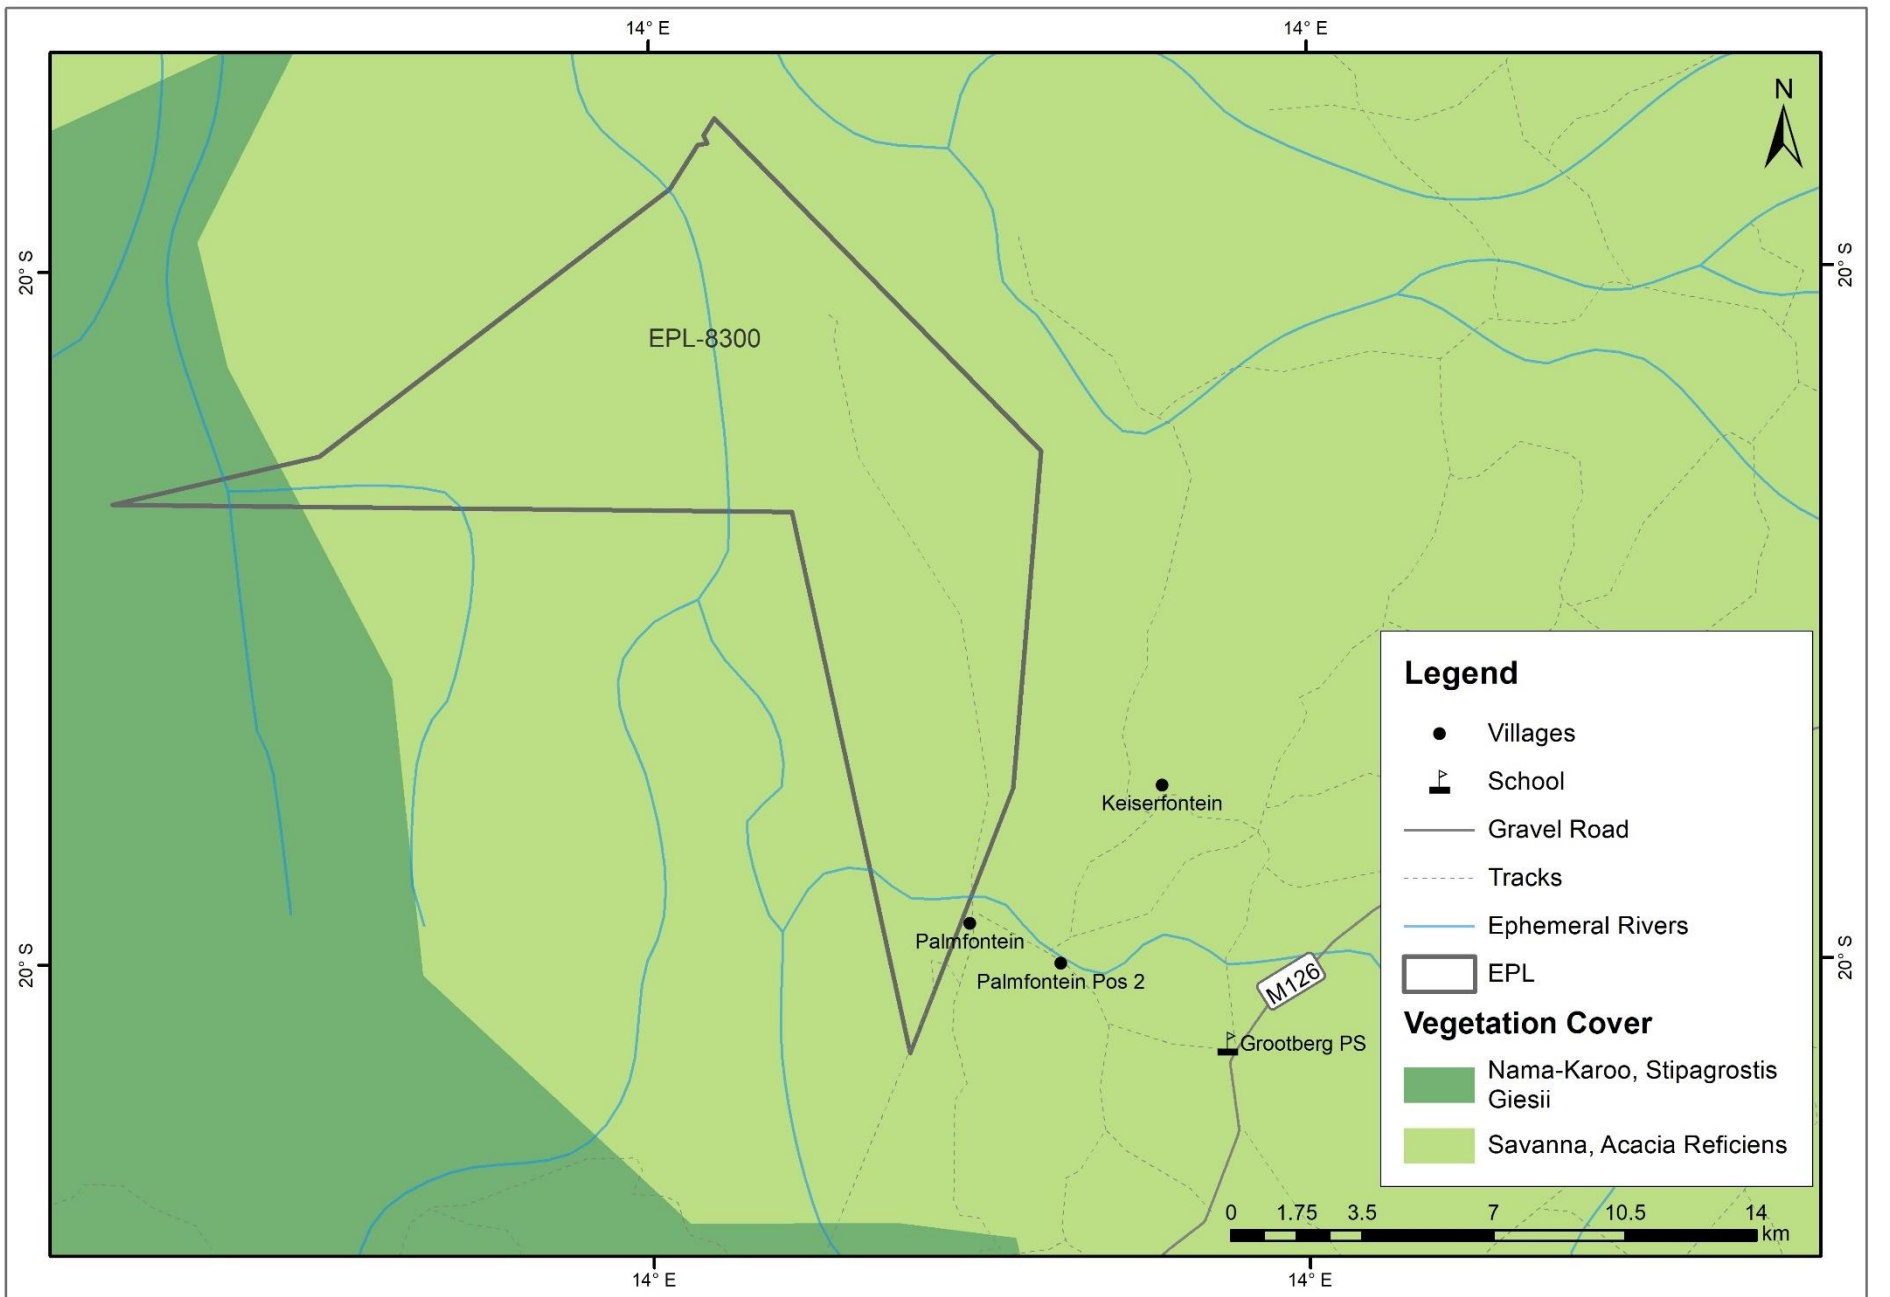 14° E
14° E
N
20° S
20° S
EPL-8300
Keiserfontein
Palmfontein
Palmfontein Pos 2
20° S
20° S
M126
Grootberg PS
Legend
Villages
School
Gravel Road
Tracks
Ephemeral Rivers
EPL
Vegetation Cover
Nama-Karoo, Stipagrostis
Giesii
Savanna, Acacia Reficiens
0 1.75 3.5 7 10.5 14
km
14° E
14° E